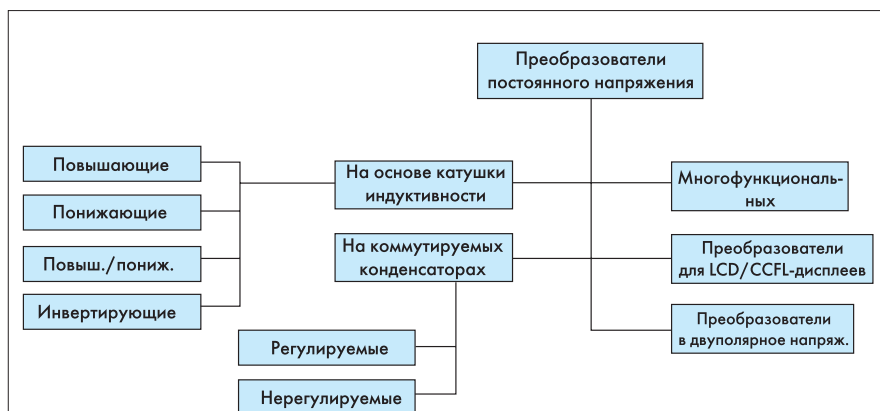 Преобразователи
постоянного напряжения
Повышающие
Понижающие
Повыш./пониж.
Инвертирующие
На основе катушки
индуктивности
На коммутируемых
конденсаторах
Регулируемые
Нерегулируемые
Многофункциональ-
ных
Преобразователи
для LCD/CCFL-дисплеев
Преобразователи
в двуполярное напряж.